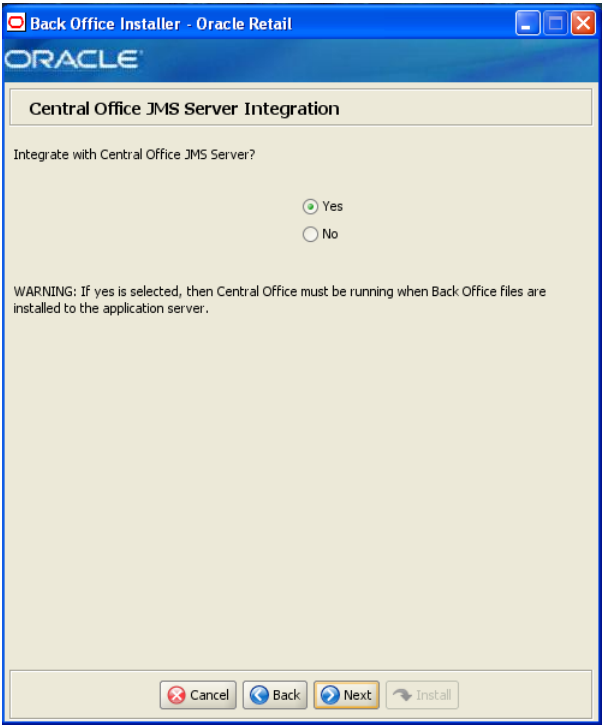 Back Office Installer - Oracle Retail
ORACLE
Central Office JMS Server Integration
Integrate with Central Office JMS Server?
Yes
No
WARNING: If yes is selected, then Central Office must be running when Back Office files are
installed to the application server.
Cancel Back Next Install